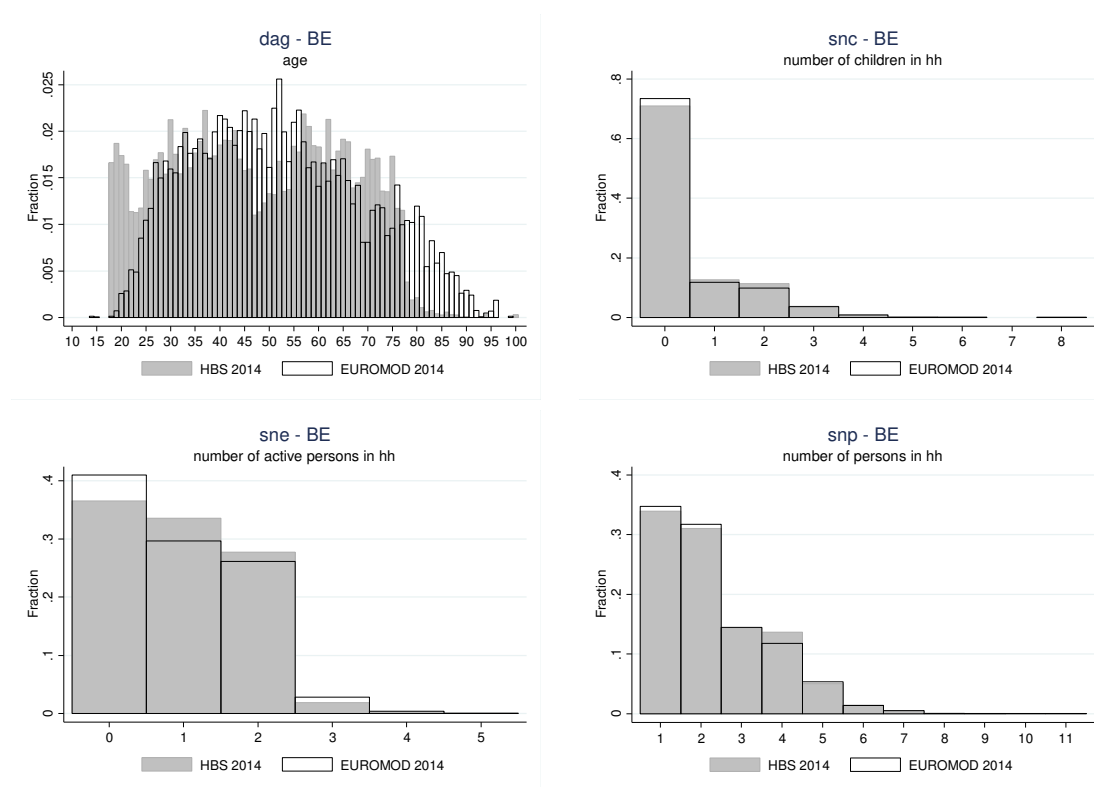 dag - BE
age
Fraction
0 .005 .01 .015 .02 .025
10 15 20 25 30 35 40 45 50 55 60 65 70 75 80 85 90 95 100
HBS 2014 EUROMOD 2014
snc - BE
number of children in hh
Fraction
0 .2 .4 .6 .8
0 1 2 3 4 5 6 7 8
HBS 2014 EUROMOD 2014
sne - BE
number of active persons in hh
Fraction
0 .1 .2 .3 .4
0 1 2 3 4 5
HBS 2014 EUROMOD 2014
snp - BE
number of persons in hh
Fraction
0 .1 .2 .3 .4
1 2 3 4 5 6 7 8 9 10 11
HBS 2014 EUROMOD 2014